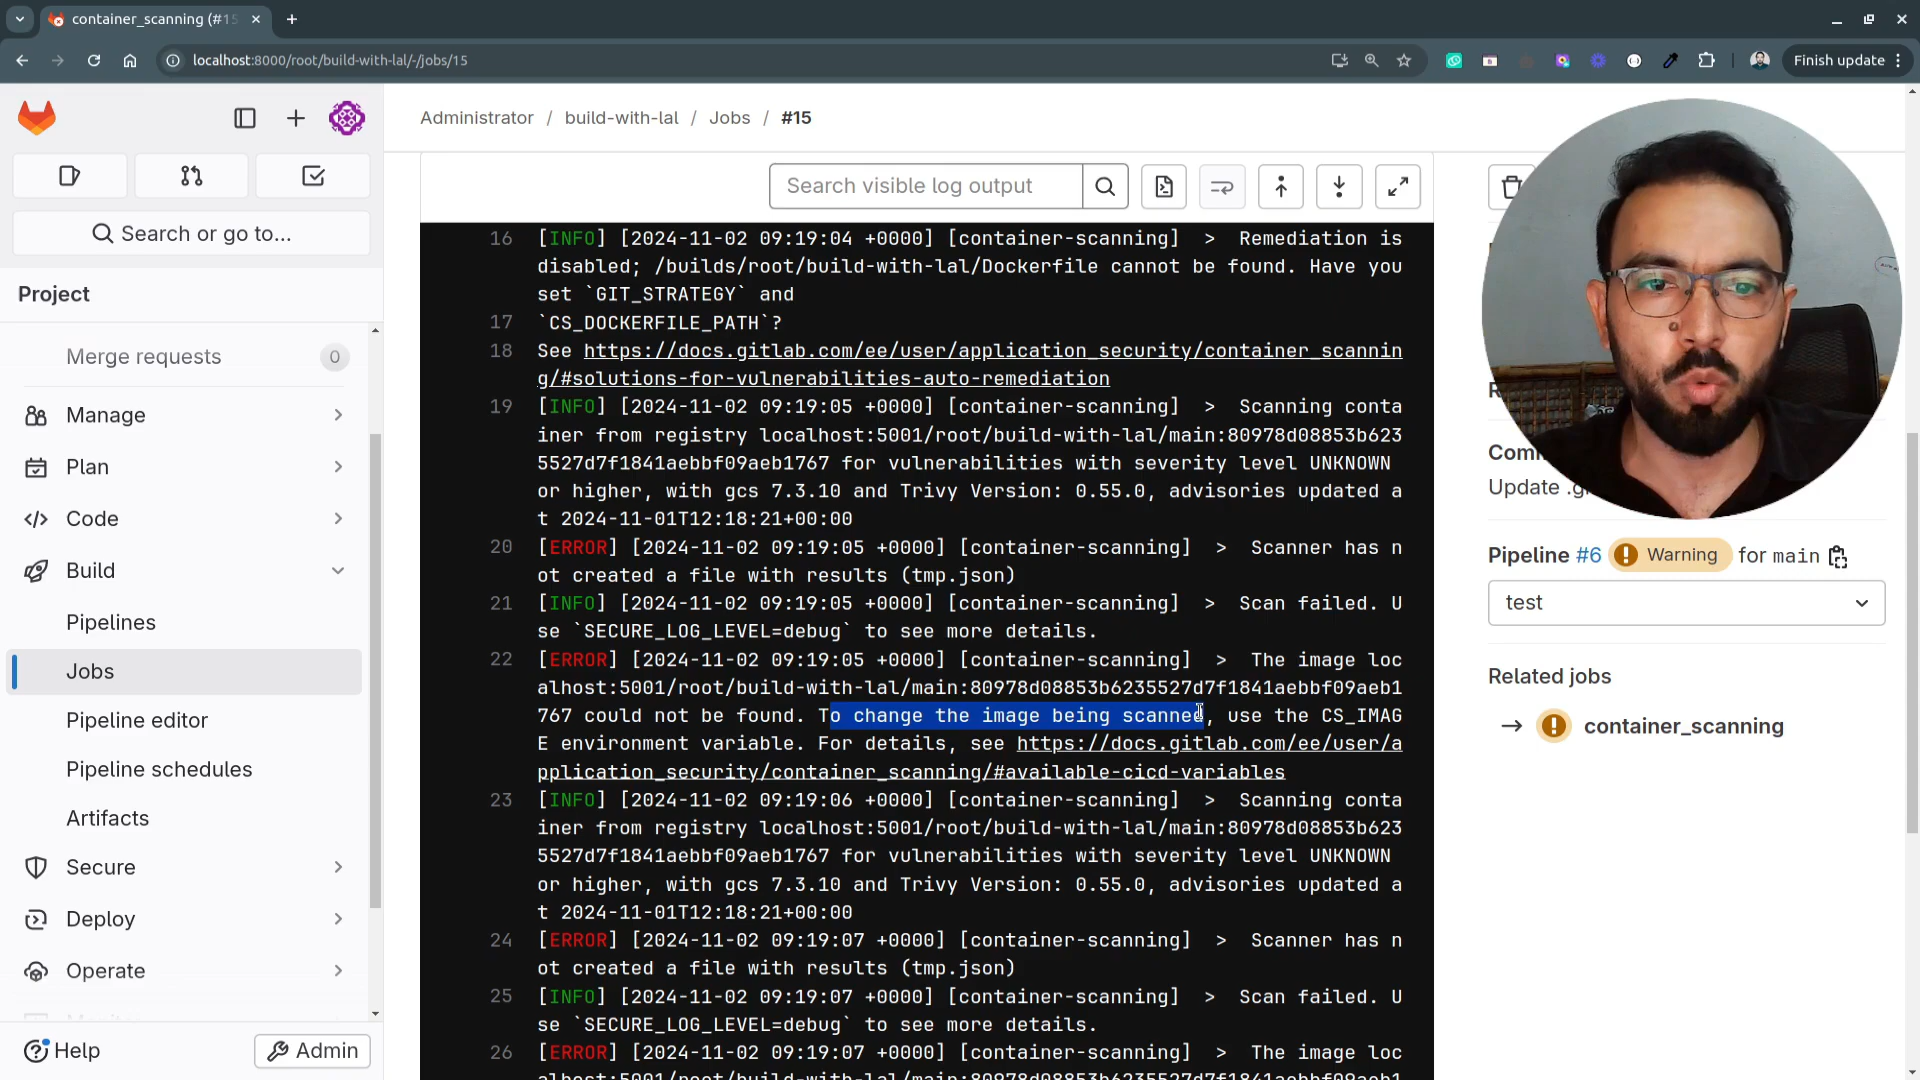 container_scanning (#15
localhost:8000/root/build-with-lal/-/jobs/15
Finish update
Administrator / build-with-lal / Jobs / #15
Search or go to...
Project
Merge requests 0
Manage
Plan
Code
Build
Pipelines
Jobs
Pipeline editor
Pipeline schedules
Artifacts
Secure
Deploy
Operate
Help
Admin
Search visible log output
16 [INFO] [2024-11-02 09:19:04 +0000] [container-scanning] > Remediation is
disabled; /builds/root/build-with-lal/Dockerfile cannot be found. Have you
set `GIT_STRATEGY` and
17 `CS_DOCKERFILE_PATH`?
18 See https://docs.gitlab.com/ee/user/application_security/container_scannin
g/#solutions-for-vulnerabilities-auto-remediation
19 [INFO] [2024-11-02 09:19:05 +0000] [container-scanning] > Scanning conta
iner from registry localhost:5001/root/build-with-lal/main:80978d08853b623
5527d7f1841aebbf09aeb1767 for vulnerabilities with severity level UNKNOWN
or higher, with gcs 7.3.10 and Trivy Version: 0.55.0, advisories updated a
t 2024-11-01T12:18:21+00:00
20 [ERROR] [2024-11-02 09:19:05 +0000] [container-scanning] > Scanner has n
ot created a file with results (tmp.json)
21 [INFO] [2024-11-02 09:19:05 +0000] [container-scanning] > Scan failed. U
se `SECURE_LOG_LEVEL=debug` to see more details.
22 [ERROR] [2024-11-02 09:19:05 +0000] [container-scanning] > The image loc
alhost:5001/root/build-with-lal/main:80978d08853b6235527d7f1841aebbf09aeb1
767 could not be found. To change the image being scanned, use the CS_IMAG
E environment variable. For details, see https://docs.gitlab.com/ee/user/a
pplication_security/container_scanning/#available-cicd-variables
23 [INFO] [2024-11-02 09:19:06 +0000] [container-scanning] > Scanning conta
iner from registry localhost:5001/root/build-with-lal/main:80978d08853b623
5527d7f1841aebbf09aeb1767 for vulnerabilities with severity level UNKNOWN
or higher, with gcs 7.3.10 and Trivy Version: 0.55.0, advisories updated a
t 2024-11-01T12:18:21+00:00
24 [ERROR] [2024-11-02 09:19:07 +0000] [container-scanning] > Scanner has n
ot created a file with results (tmp.json)
25 [INFO] [2024-11-02 09:19:07 +0000] [container-scanning] > Scan failed. U
se `SECURE_LOG_LEVEL=debug` to see more details.
26 [ERROR] [2024-11-02 09:19:07 +0000] [container-scanning] > The image loc
alhost:5001/root/build-with-lal/main:80978d08853b6235527d7f1841aebbf09aeb1
Update
Pipeline #6 Warning for main
test
Related jobs
container_scanning